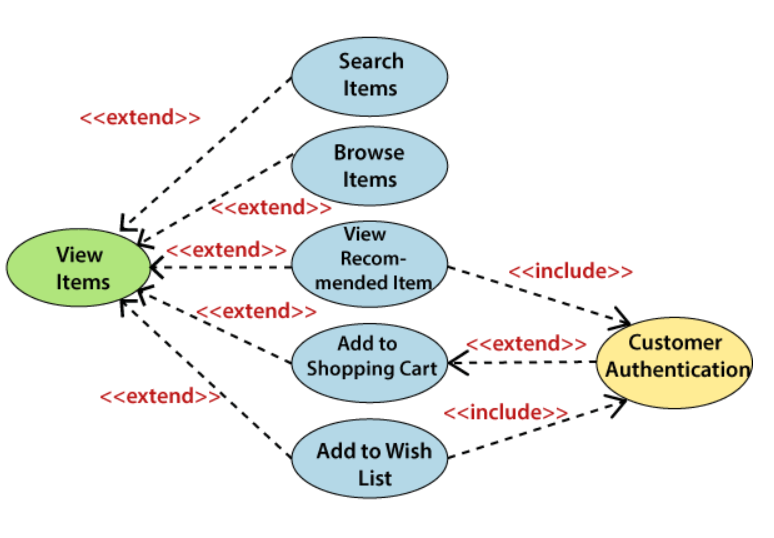 Search
Items
<<extend>>
Browse
Items
<<extend>>
View
Recom-
mended Item
<<extend>>
<<include>>
View
Items
<<extend>>
Add to
Shopping Cart
<<extend>>
Customer
Authentication
<<extend>>
<<include>>
Add to Wish
List